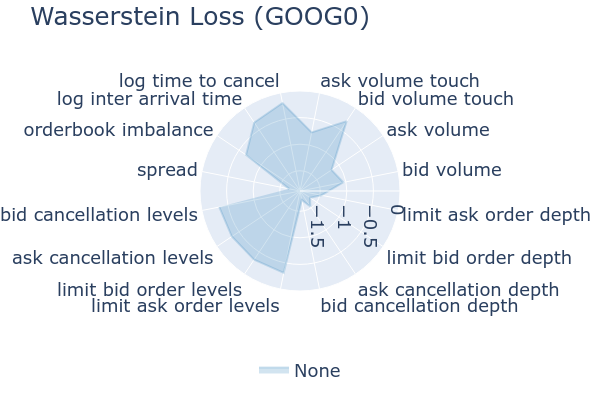 Wasserstein Loss (GOOG0)
log time to cancel
ask volume touch
log inter arrival time
bid volume touch
orderbook imbalance
ask volume
spread
bid volume
bid cancellation levels
−1.5
−1
−0.5
0
limit ask order depth
ask cancellation levels
limit bid order depth
limit bid order levels
ask cancellation depth
limit ask order levels
bid cancellation depth
None